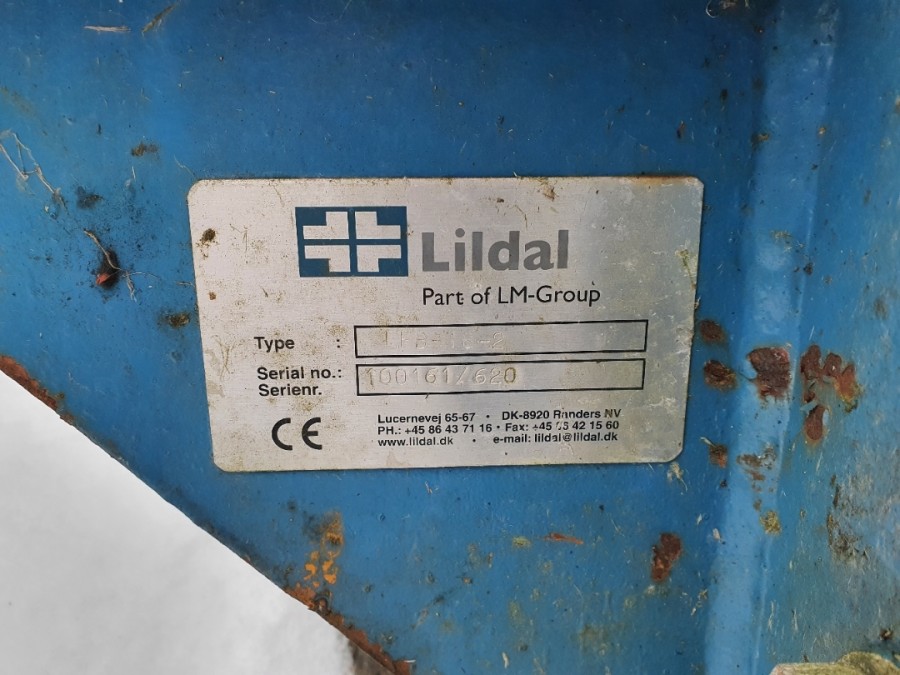 Lildal
Part of LM-Group
Type :
Serial no.: 100161/620
Serienr.
CE
Lucernevej 65-67 • DK-8920 Randers NV
PH.: +45 86 43 71 16 • Fax: +45 42 15 60
www.lildal.dk • e-mail: lildal@lildal.dk